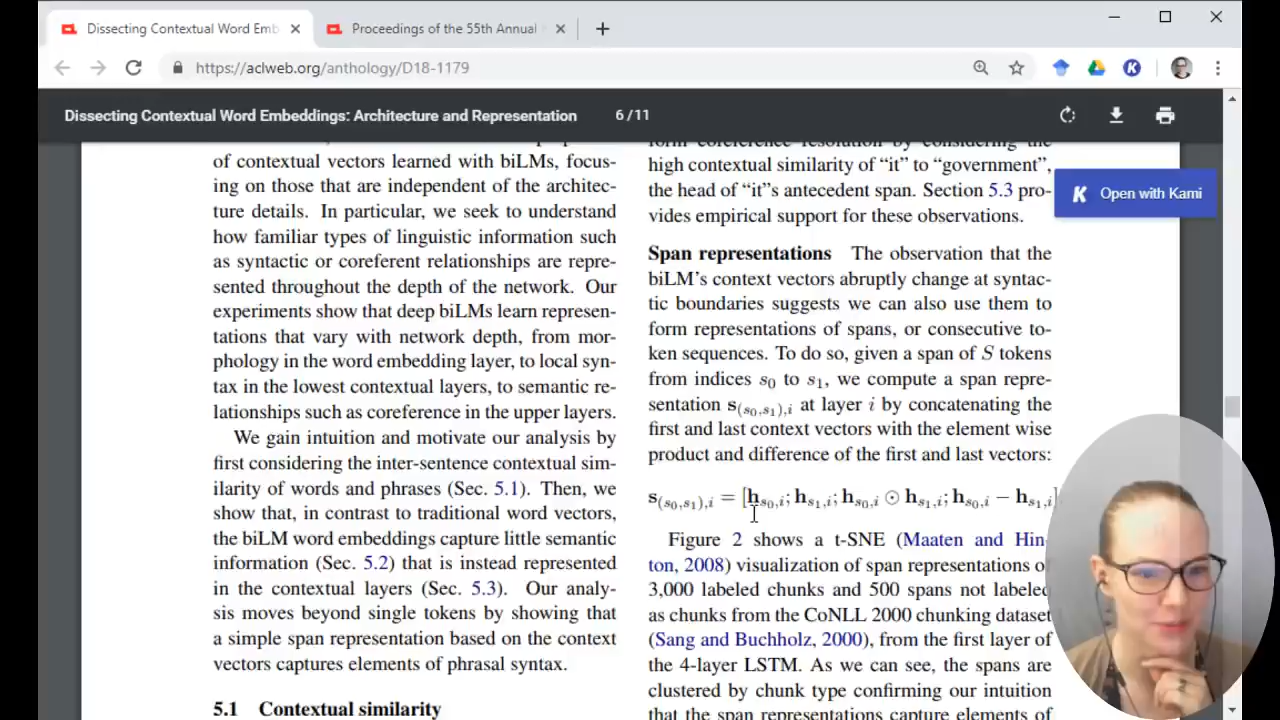 Dissecting Contextual Word Emb
Proceedings of the 55th Annual
https://aclweb.org/anthology/D18-1179
Dissecting Contextual Word Embeddings: Architecture and Representation
6 / 11
Open with Kami
of contextual vectors learned with biLMs, focus-
ing on those that are independent of the architec-
ture details. In particular, we seek to understand
how familiar types of linguistic information such
as syntactic or coreferent relationships are repre-
sented throughout the depth of the network. Our
experiments show that deep biLMs learn represen-
tations that vary with network depth, from mor-
phology in the word embedding layer, to local syn-
tax in the lowest contextual layers, to semantic re-
lationships such as coreference in the upper layers.
We gain intuition and motivate our analysis by
first considering the inter-sentence contextual sim-
ilarity of words and phrases (Sec. 5.1). Then, we
show that, in contrast to traditional word vectors,
the biLM word embeddings capture little semantic
information (Sec. 5.2) that is instead represented
in the contextual layers (Sec. 5.3). Our analy-
sis moves beyond single tokens by showing that
a simple span representation based on the context
vectors captures elements of phrasal syntax.
5.1 Contextual similarity
form coreference resolution by considering the
high contextual similarity of “it” to “government”,
the head of “it”s antecedent span. Section 5.3 pro-
vides empirical support for these observations.
Span representations The observation that the
biLM’s context vectors abruptly change at syntac-
tic boundaries suggests we can also use them to
form representations of spans, or consecutive to-
ken sequences. To do so, given a span of S tokens
from indices s0 to s1, we compute a span repre-
sentation s(s0,s1),i at layer i by concatenating the
first and last context vectors with the element wise
product and difference of the first and last vectors:
s(s0,s1),i = [hs0,i; hs1,i; hs0,i ⊙ hs1,i; hs0,i − hs1,i]
Figure 2 shows a t-SNE (Maaten and Hin-
ton, 2008) visualization of span representations of
3,000 labeled chunks and 500 spans not labeled
as chunks from the CoNLL 2000 chunking dataset
(Sang and Buchholz, 2000), from the first layer of
the 4-layer LSTM. As we can see, the spans are
clustered by chunk type confirming our intuition
that the span representations capture elements of